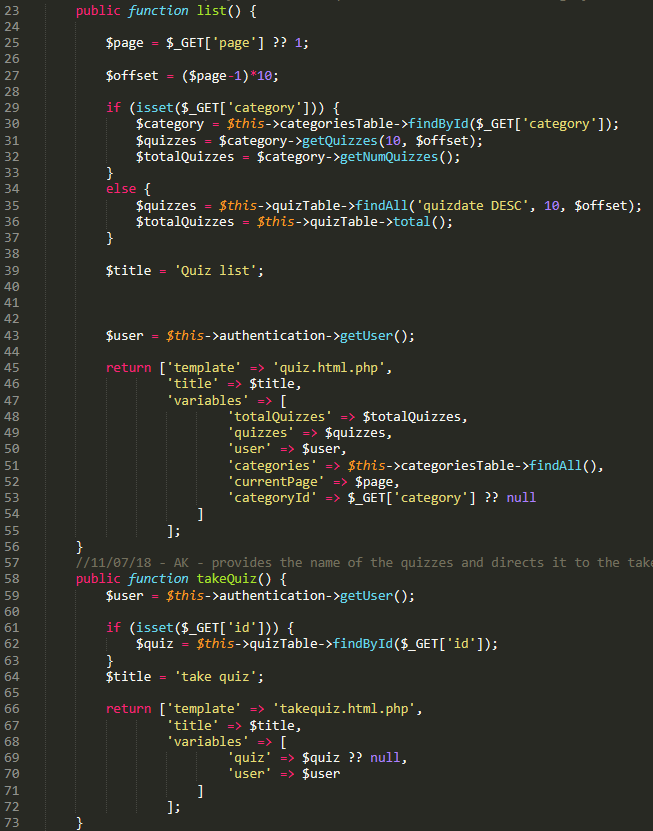 23 public function list() {
24
25 $page = $_GET['page'] ?? 1;
26
27 $offset = ($page-1)*10;
28
29 if (isset($_GET['category'])) {
30 $category = $this->categoriesTable->findById($_GET['category']);
31 $quizzes = $category->getQuizzes(10, $offset);
32 $totalQuizzes = $category->getNumQuizzes();
33 }
34 else {
35 $quizzes = $this->quizTable->findAll('quizdate DESC', 10, $offset);
36 $totalQuizzes = $this->quizTable->total();
37 }
38
39 $title = 'Quiz list';
40
41
42
43 $user = $this->authentication->getUser();
44
45 return ['template' => 'quiz.html.php',
46 'title' => $title,
47 'variables' => [
48 'totalQuizzes' => $totalQuizzes,
49 'quizzes' => $quizzes,
50 'user' => $user,
51 'categories' => $this->categoriesTable->findAll(),
52 'currentPage' => $page,
53 'categoryId' => $_GET['category'] ?? null
54 ]
55 ];
56 }
57 //11/07/18 - AK - provides the name of the quizzes and directs it to the take
58 public function takeQuiz() {
59 $user = $this->authentication->getUser();
60
61 if (isset($_GET['id'])) {
62 $quiz = $this->quizTable->findById($_GET['id']);
63 }
64 $title = 'take quiz';
65
66 return ['template' => 'takequiz.html.php',
67 'title' => $title,
68 'variables' => [
69 'quiz' => $quiz ?? null,
70 'user' => $user
71 ]
72 ];
73 }